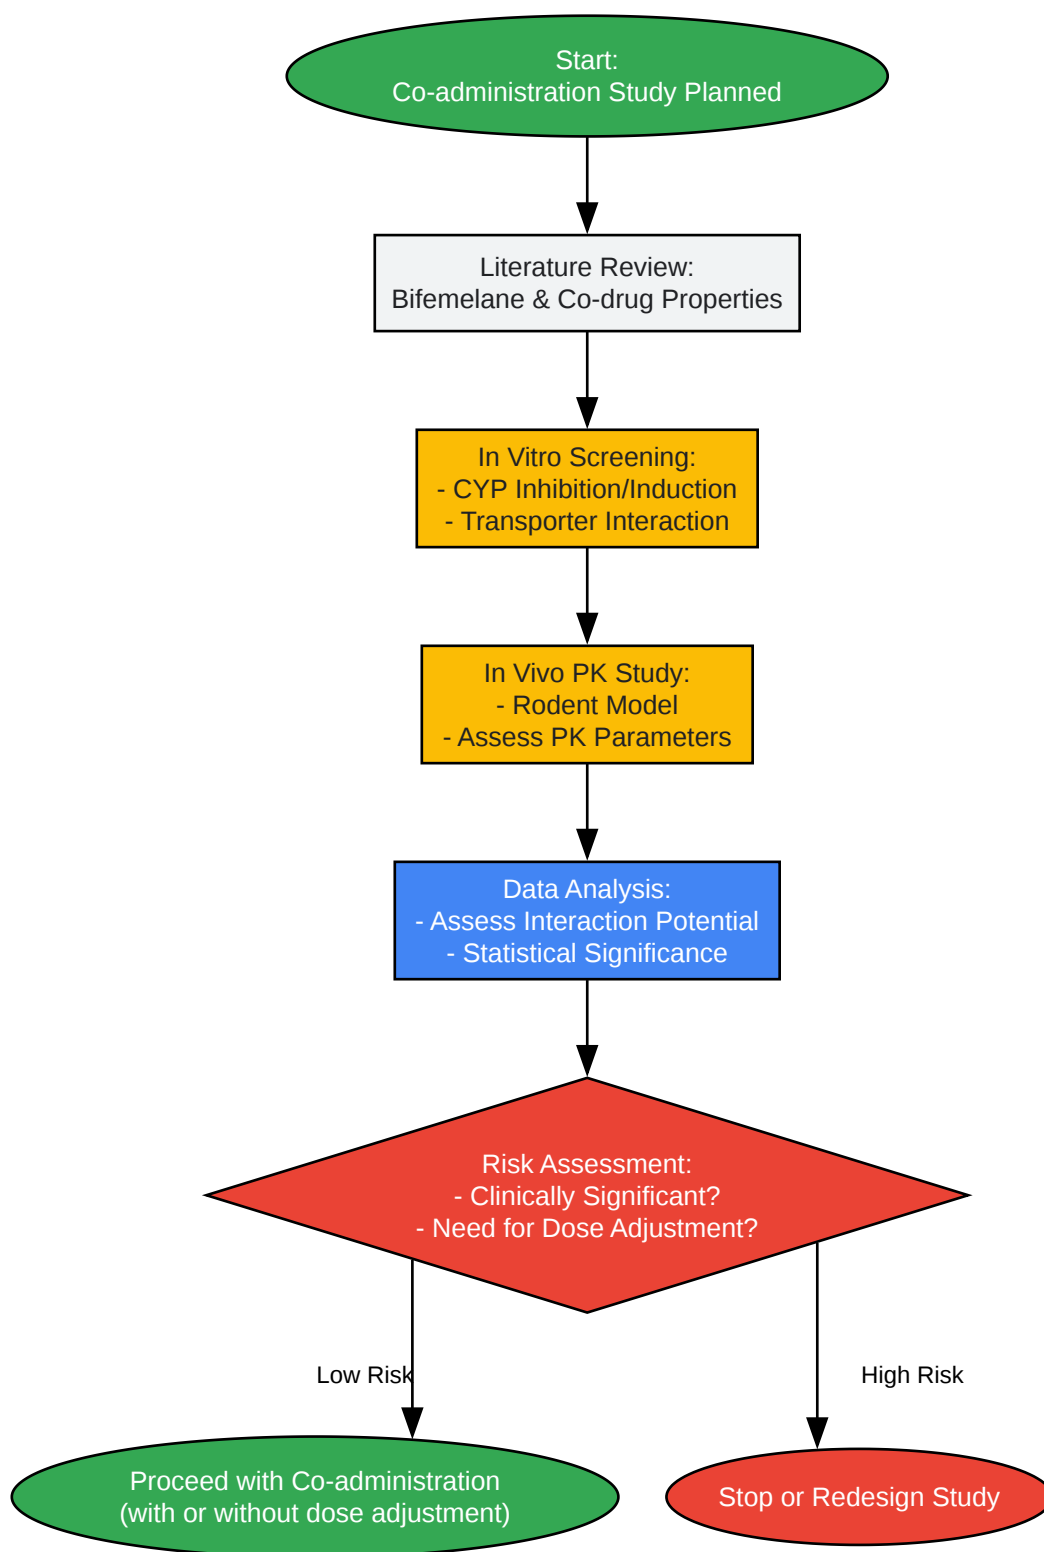 Start:
Co-administration Study Planned
Literature Review:
Bifemelane & Co-drug Properties
In Vitro Screening:
- CYP Inhibition/Induction
- Transporter Interaction
In Vivo PK Study:
- Rodent Model
- Assess PK Parameters
Data Analysis:
- Assess Interaction Potential
- Statistical Significance
Risk Assessment:
- Clinically Significant?
- Need for Dose Adjustment?
Low Risk
High Risk
Proceed with Co-administration
(with or without dose adjustment)
Stop or Redesign Study